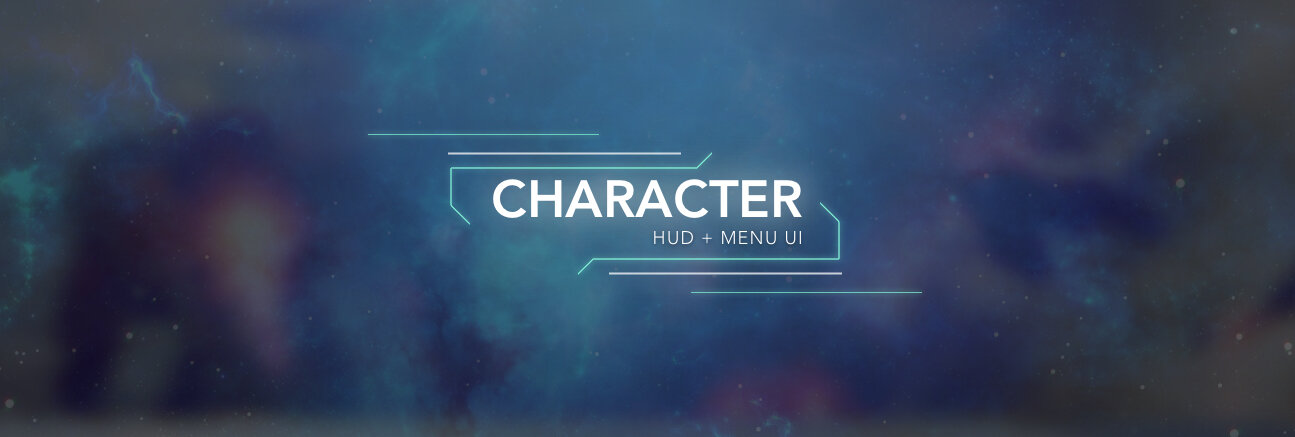 CHARACTER
HUD + MENU UI